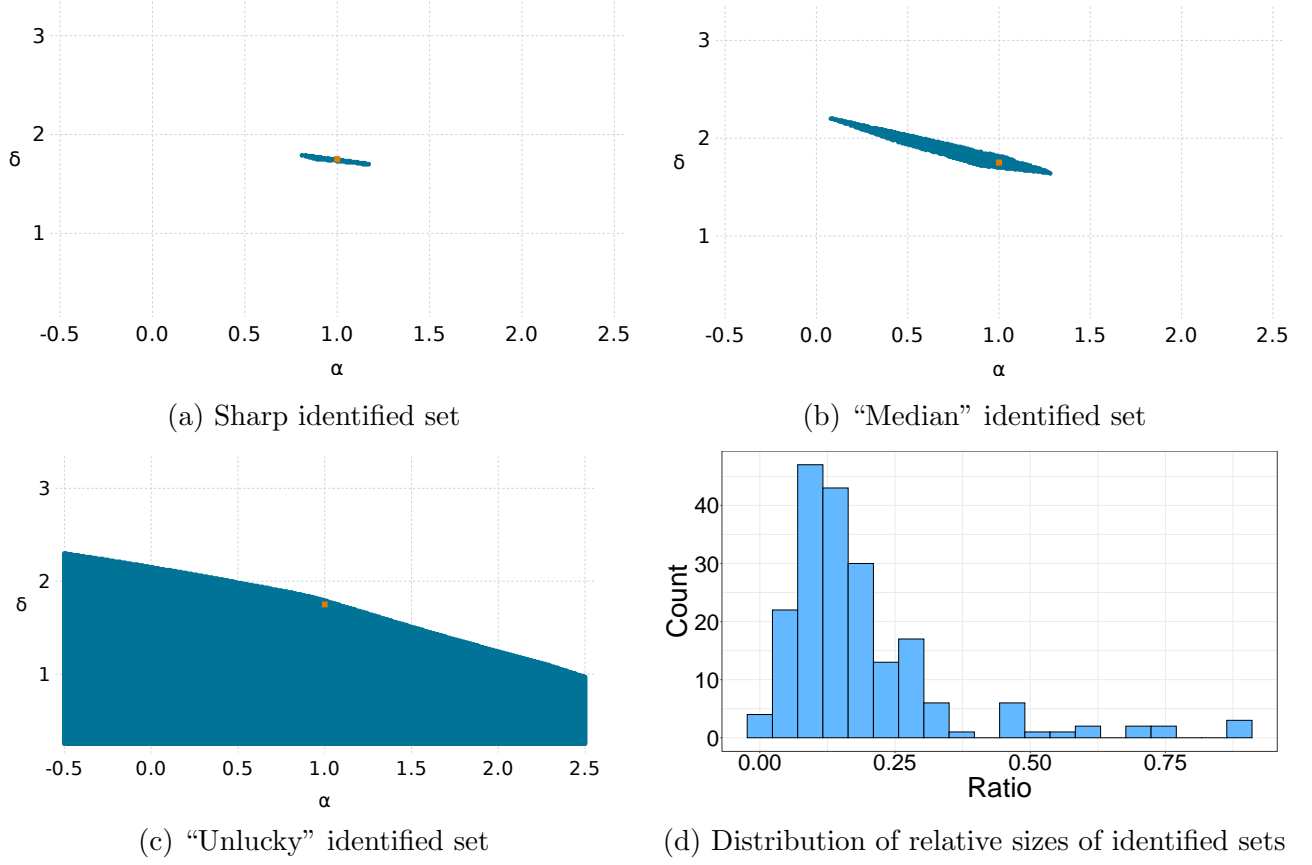 3
2
δ
1
-0.5 0.0 0.5 1.0 1.5 2.0 2.5
α
(a) Sharp identified set
3
2
δ
1
-0.5 0.0 0.5 1.0 1.5 2.0 2.5
α
(b) “Median” identified set
3
2
δ
1
-0.5 0.0 0.5 1.0 1.5 2.0 2.5
α
(c) “Unlucky” identified set
40
30
Count
20
10
0
0.00 0.25 0.50 0.75
Ratio
(d) Distribution of relative sizes of identified sets